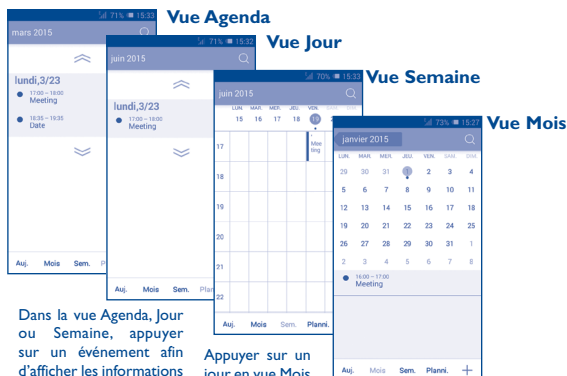 Vue Agenda
71% 15:33
mars 2015
lundi,3/23
17:00 – 18:00
Meeting
18:35 – 19:35
Date
Auj. Mois Sem.
Vue Jour
71% 15:32
juin 2015
lundi,3/23
17:00 – 18:00
Meeting
Auj. Mois Sem. Plan
Vue Semaine
70% 15:33
juin 2015
LUN. MAR. MER. JEU. VEN.
15 16 17 18 19
17
Mee
ting
18
19
20
21
22
Auj. Mois Sem. Planni.
Vue Mois
73% 15:27
janvier 2015
LUN. MAR. MER. JEU. VEN. SAM. DIM.
29 30 31 1 2 3 4
5 6 7 8 9 10 11
12 13 14 15 16 17 18
19 20 21 22 23 24 25
26 27 28 29 30 31 1
2 3 4 5 6 7 8
16:00 – 17:00
Meeting
Auj. Mois Sem. Planni. +
Dans la vue Agenda, Jour
ou Semaine, appuyer
sur un événement afin
d'afficher les informations
Appuyer sur un
jour en vue Mois